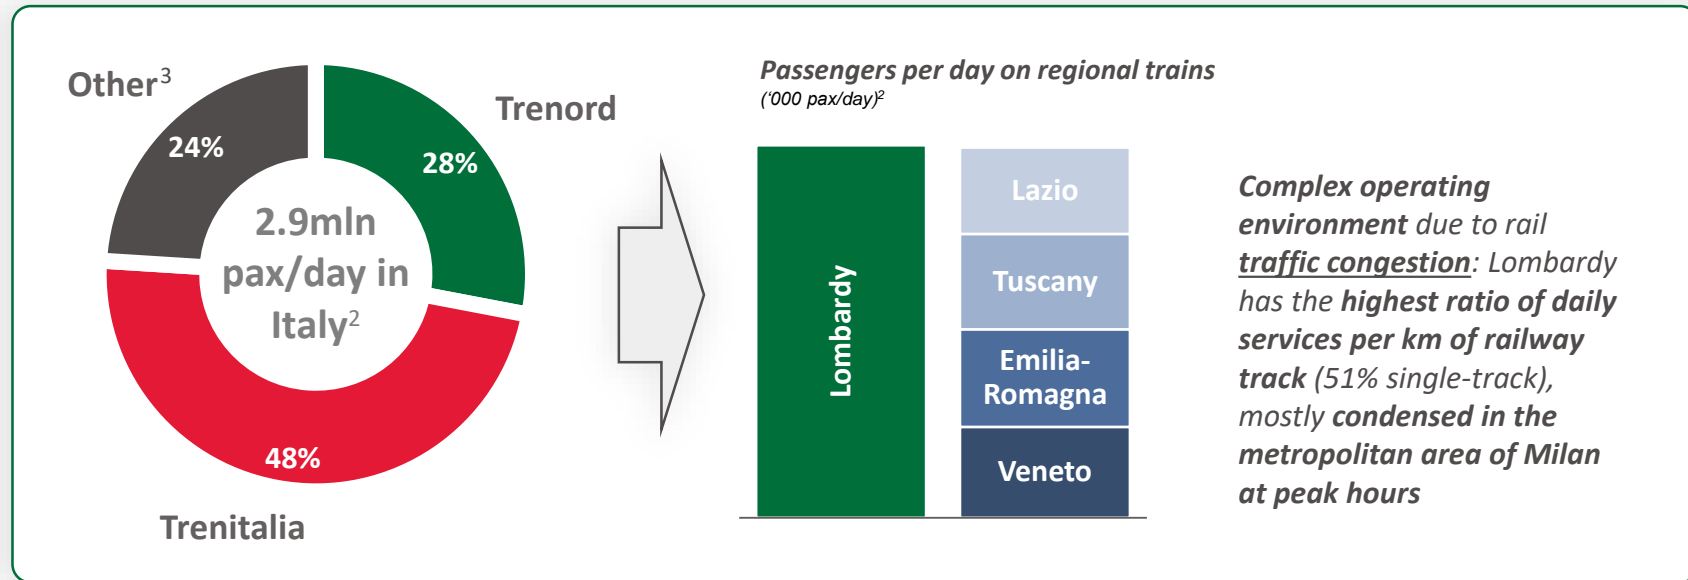 Other³
Trenord
24%
28%
2.9mln
pax/day in
Italy²
48%
Trenitalia
Passengers per day on regional trains
(‘000 pax/day)²
Lombardy
Lazio
Tuscany
Emilia-
Romagna
Veneto
Complex operating
environment due to rail
traffic congestion: Lombardy
has the highest ratio of daily
services per km of railway
track (51% single-track),
mostly condensed in the
metropolitan area of Milan
at peak hours